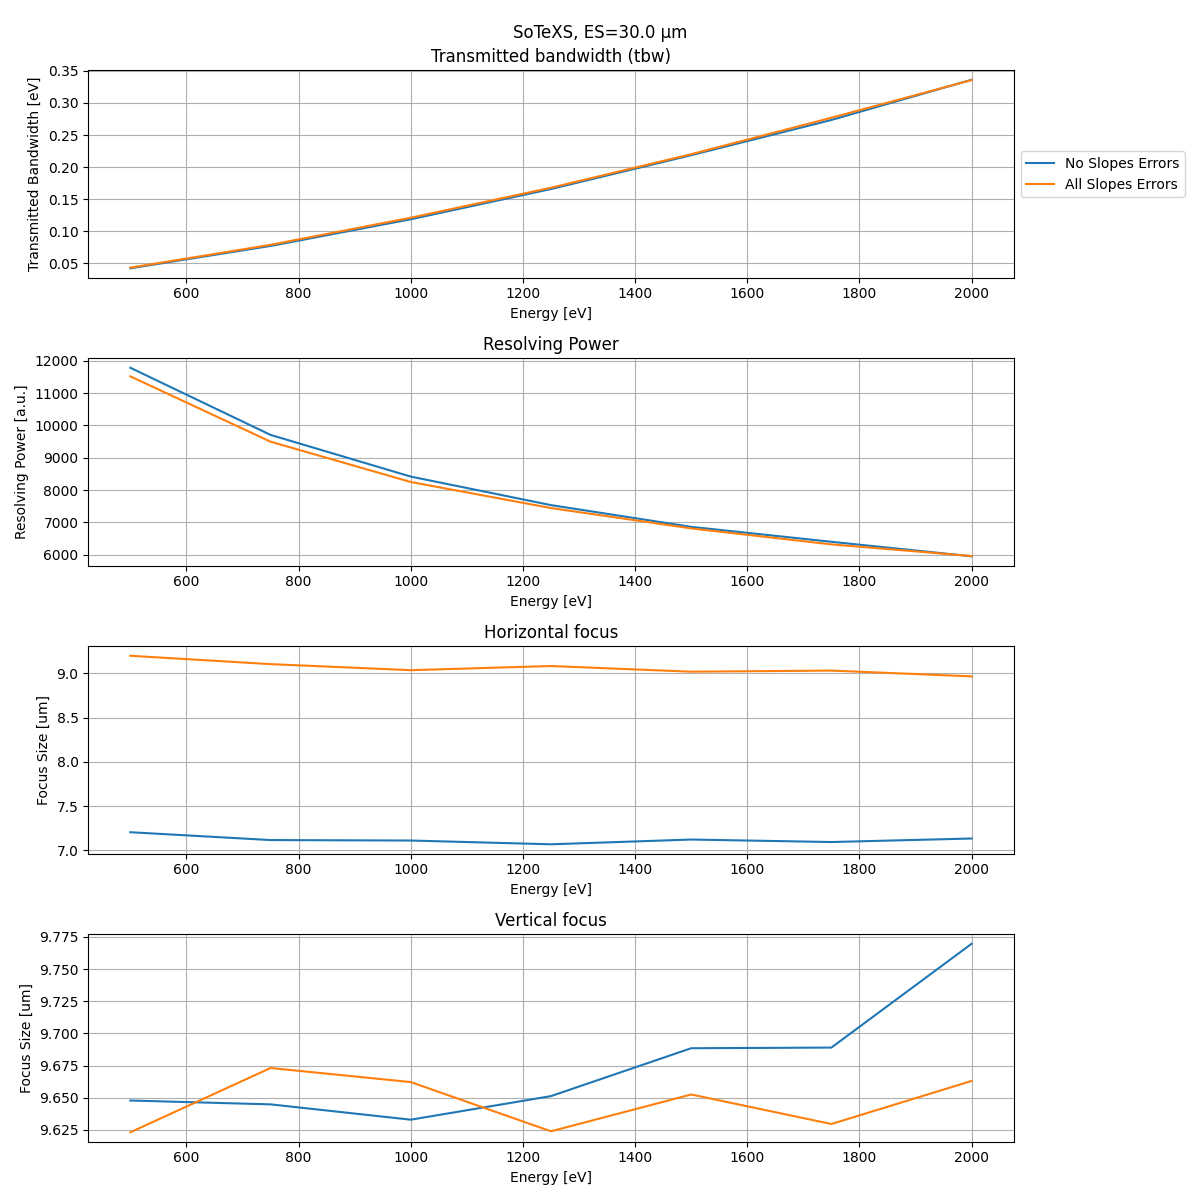 SoTeXS, ES=30.0 μm
Transmitted bandwidth (tbw)
Transmitted Bandwidth [eV]
0.35
0.30
0.25
0.20
0.15
0.10
0.05
600 800 1000 1200 1400 1600 1800 2000
Energy [eV]
No Slopes Errors
All Slopes Errors
Resolving Power
Resolving Power [a.u.]
12000
11000
10000
9000
8000
7000
6000
600 800 1000 1200 1400 1600 1800 2000
Energy [eV]
Horizontal focus
Focus Size [um]
9.0
8.5
8.0
7.5
7.0
600 800 1000 1200 1400 1600 1800 2000
Energy [eV]
Vertical focus
Focus Size [um]
9.775
9.750
9.725
9.700
9.675
9.650
9.625
600 800 1000 1200 1400 1600 1800 2000
Energy [eV]